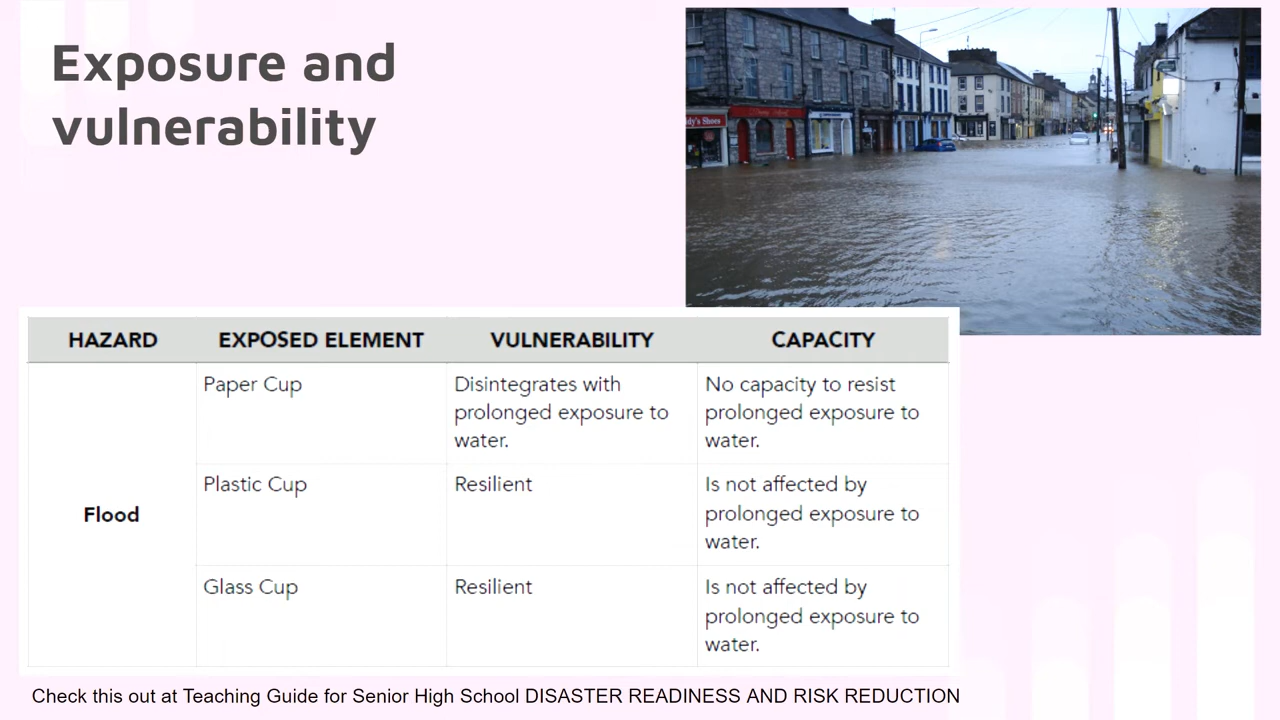 Exposure and
vulnerability
dy's Shoes
HAZARD EXPOSED ELEMENT VULNERABILITY CAPACITY
Flood
Paper Cup
Disintegrates with
prolonged exposure to
water.
No capacity to resist
prolonged exposure to
water.
Plastic Cup
Resilient
Is not affected by
prolonged exposure to
water.
Glass Cup
Resilient
Is not affected by
prolonged exposure to
water.
Check this out at Teaching Guide for Senior High School DISASTER READINESS AND RISK REDUCTION